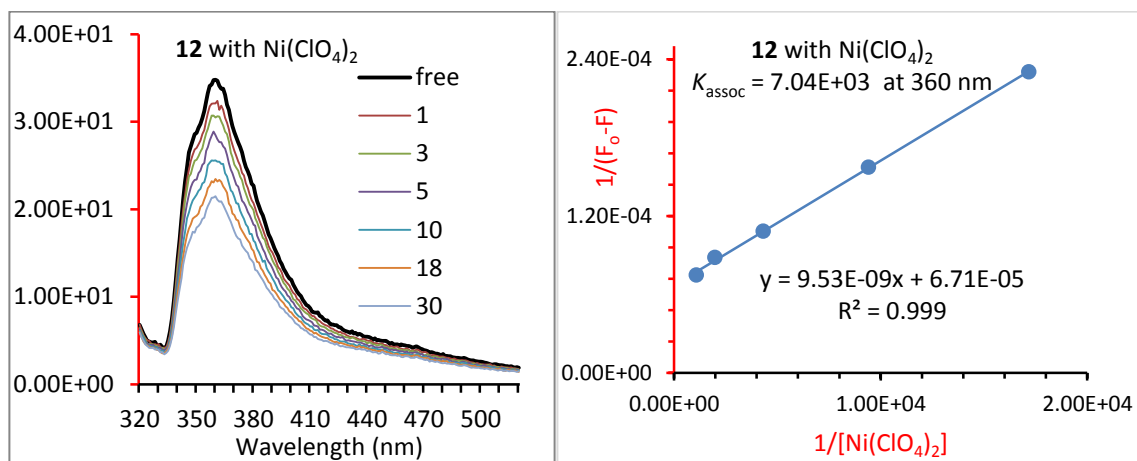 12 with Ni(ClO4)2
4.00E+01
3.00E+01
2.00E+01
1.00E+01
0.00E+00
free
1
3
5
10
18
30
320 350 380 410 440 470 500
Wavelength (nm)
12 with Ni(ClO4)2
Kassoc = 7.04E+03 at 360 nm
2.40E-04
1.20E-04
0.00E+00
1/(Fo-F)
y = 9.53E-09x + 6.71E-05
R² = 0.999
0.00E+00 1.00E+04 2.00E+04
1/[Ni(ClO4)2]